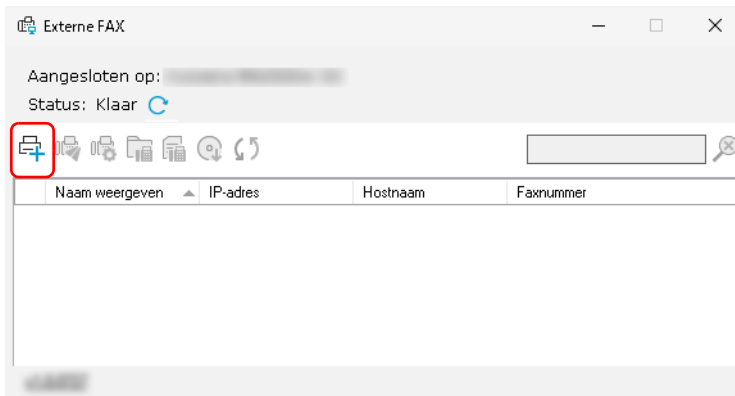 Externe FAX
Aangesloten op:
Status: Klaar
Naam weergeven IP-adres Hostnaam Faxnummer